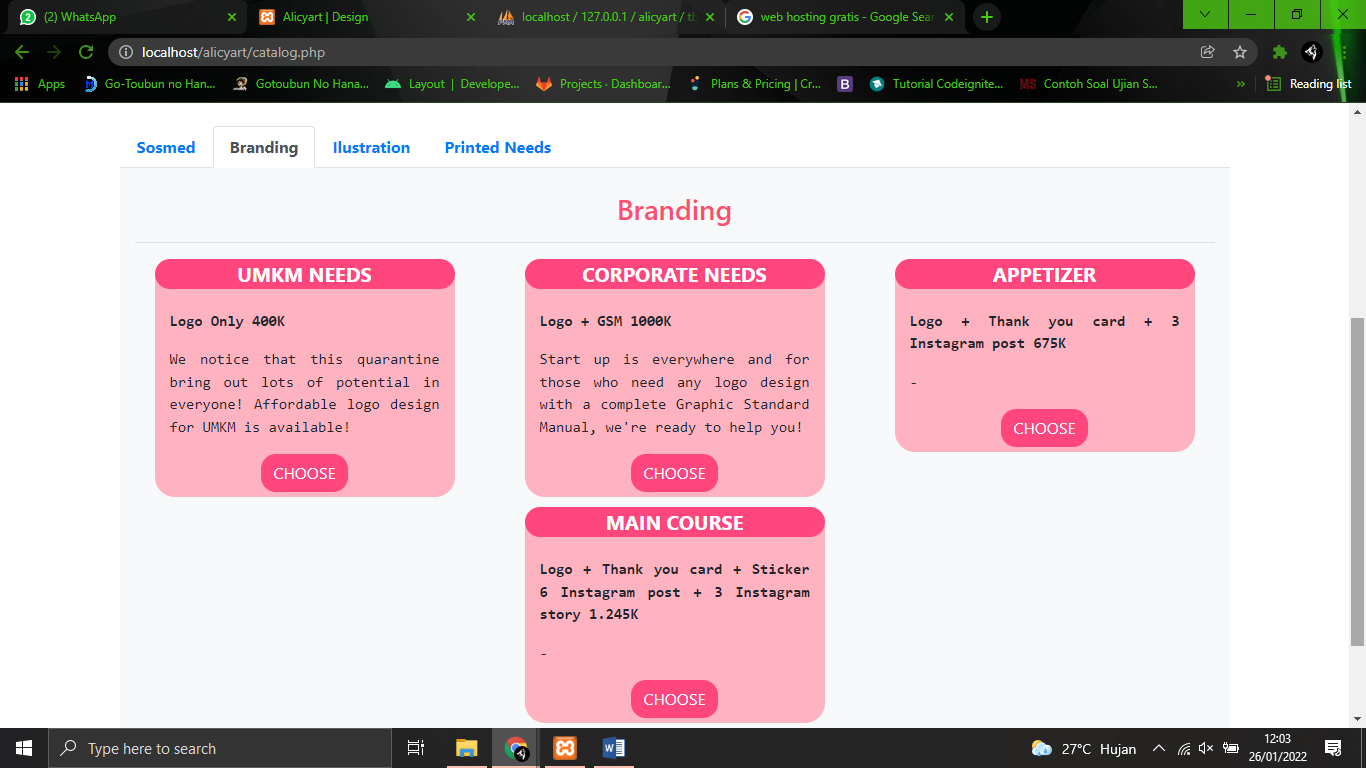 (2) WhatsApp
Alicyart | Design
localhost / 127.0.0.1 / alicyart / tb
web hosting gratis - Google Sear
localhost/alicyart/catalog.php
Apps
Go-Toubun no Han...
Gotoubun No Hana...
Layout | Develope...
Projects · Dashboar...
Plans & Pricing | Cr...
B
Tutorial Codeignite...
MS
Contoh Soal Ujian S...
»
Reading list
Sosmed
Branding
Ilustration
Printed Needs
Branding
UMKM NEEDS
Logo Only 400K
We notice that this quarantine
bring out lots of potential in
everyone! Affordable logo design
for UMKM is available!
CHOOSE
CORPORATE NEEDS
Logo + GSM 1000K
Start up is everywhere and for
those who need any logo design
with a complete Graphic Standard
Manual, we're ready to help you!
CHOOSE
APPETIZER
Logo + Thank you card + 3
Instagram post 675K
-
CHOOSE
MAIN COURSE
Logo + Thank you card + Sticker
6 Instagram post + 3 Instagram
story 1.245K
-
CHOOSE
Type here to search
27°C Hujan
12:03
26/01/2022